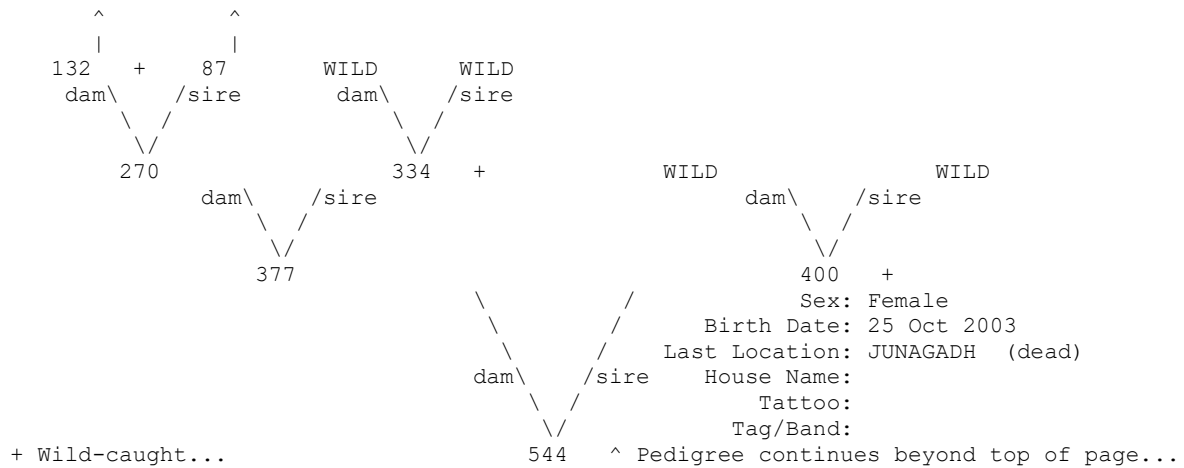 ^ ^
| |
132 + 87 WILD WILD
dam\ /sire dam\ /sire
\ / \ /
\/ \/
270 334 + WILD WILD
dam\ /sire dam\ /sire
\ / \ /
\/ \/
377 400 +
\ / Sex: Female
\ / Birth Date: 25 Oct 2003
\ / Last Location: JUNAGADH (dead)
dam\ /sire House Name:
\ / Tattoo:
\/ Tag/Band:
+ Wild-caught... 544 ^ Pedigree continues beyond top of page...